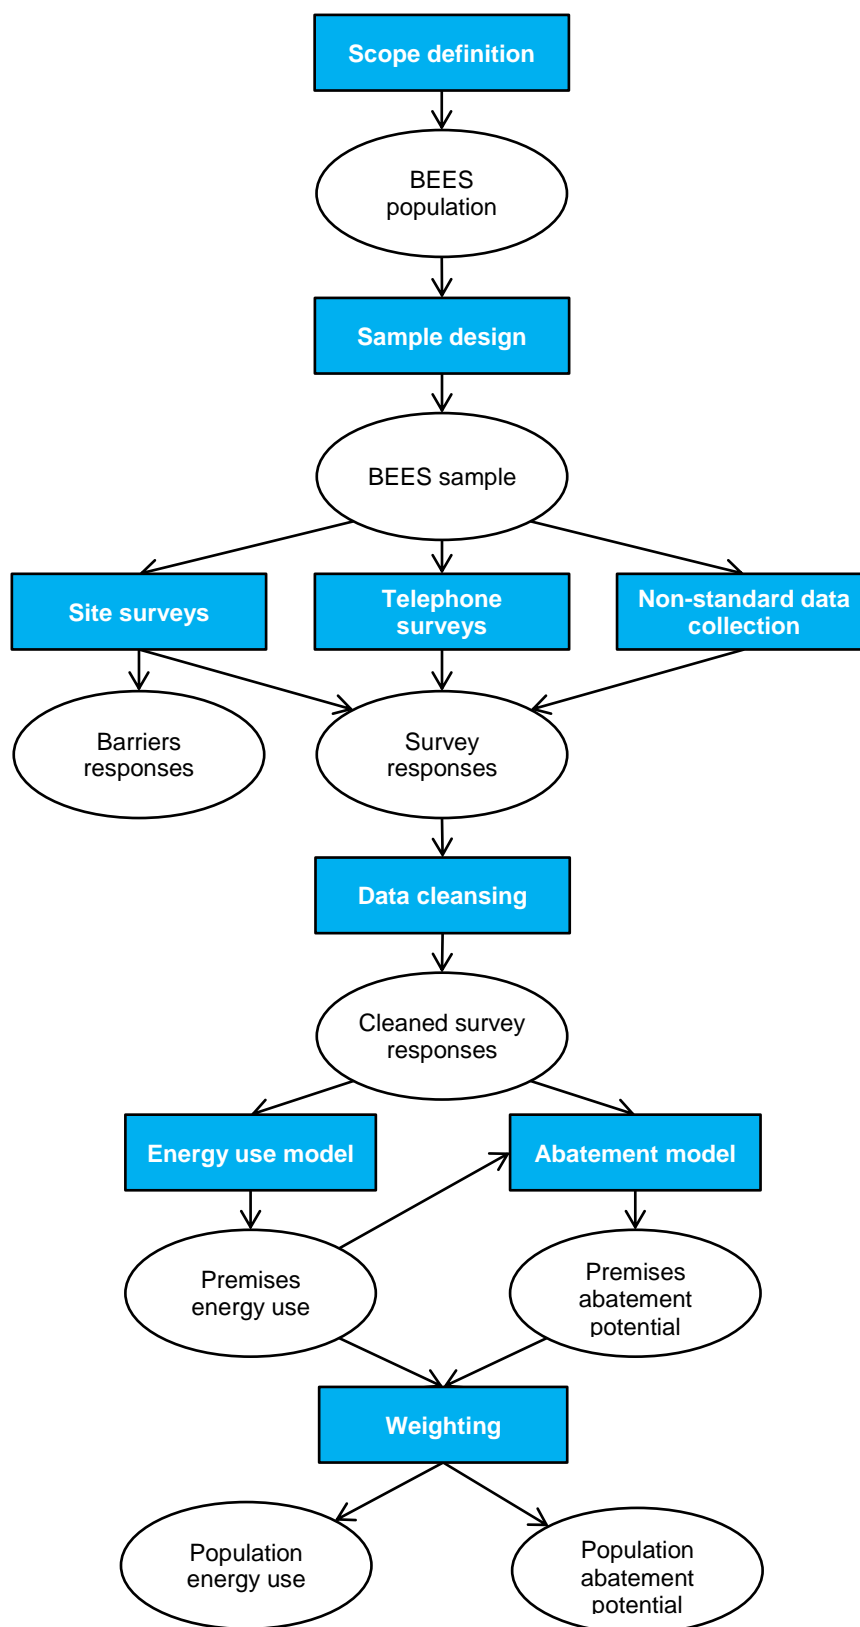 Scope definition
BEES
population
Sample design
BEES sample
Site surveys
Telephone
surveys
Non-standard data
collection
Barriers
responses
Survey
responses
Data cleansing
Cleaned survey
responses
Energy use model
Abatement model
Premises
energy use
Premises
abatement
potential
Weighting
Population
energy use
Population
abatement
potential